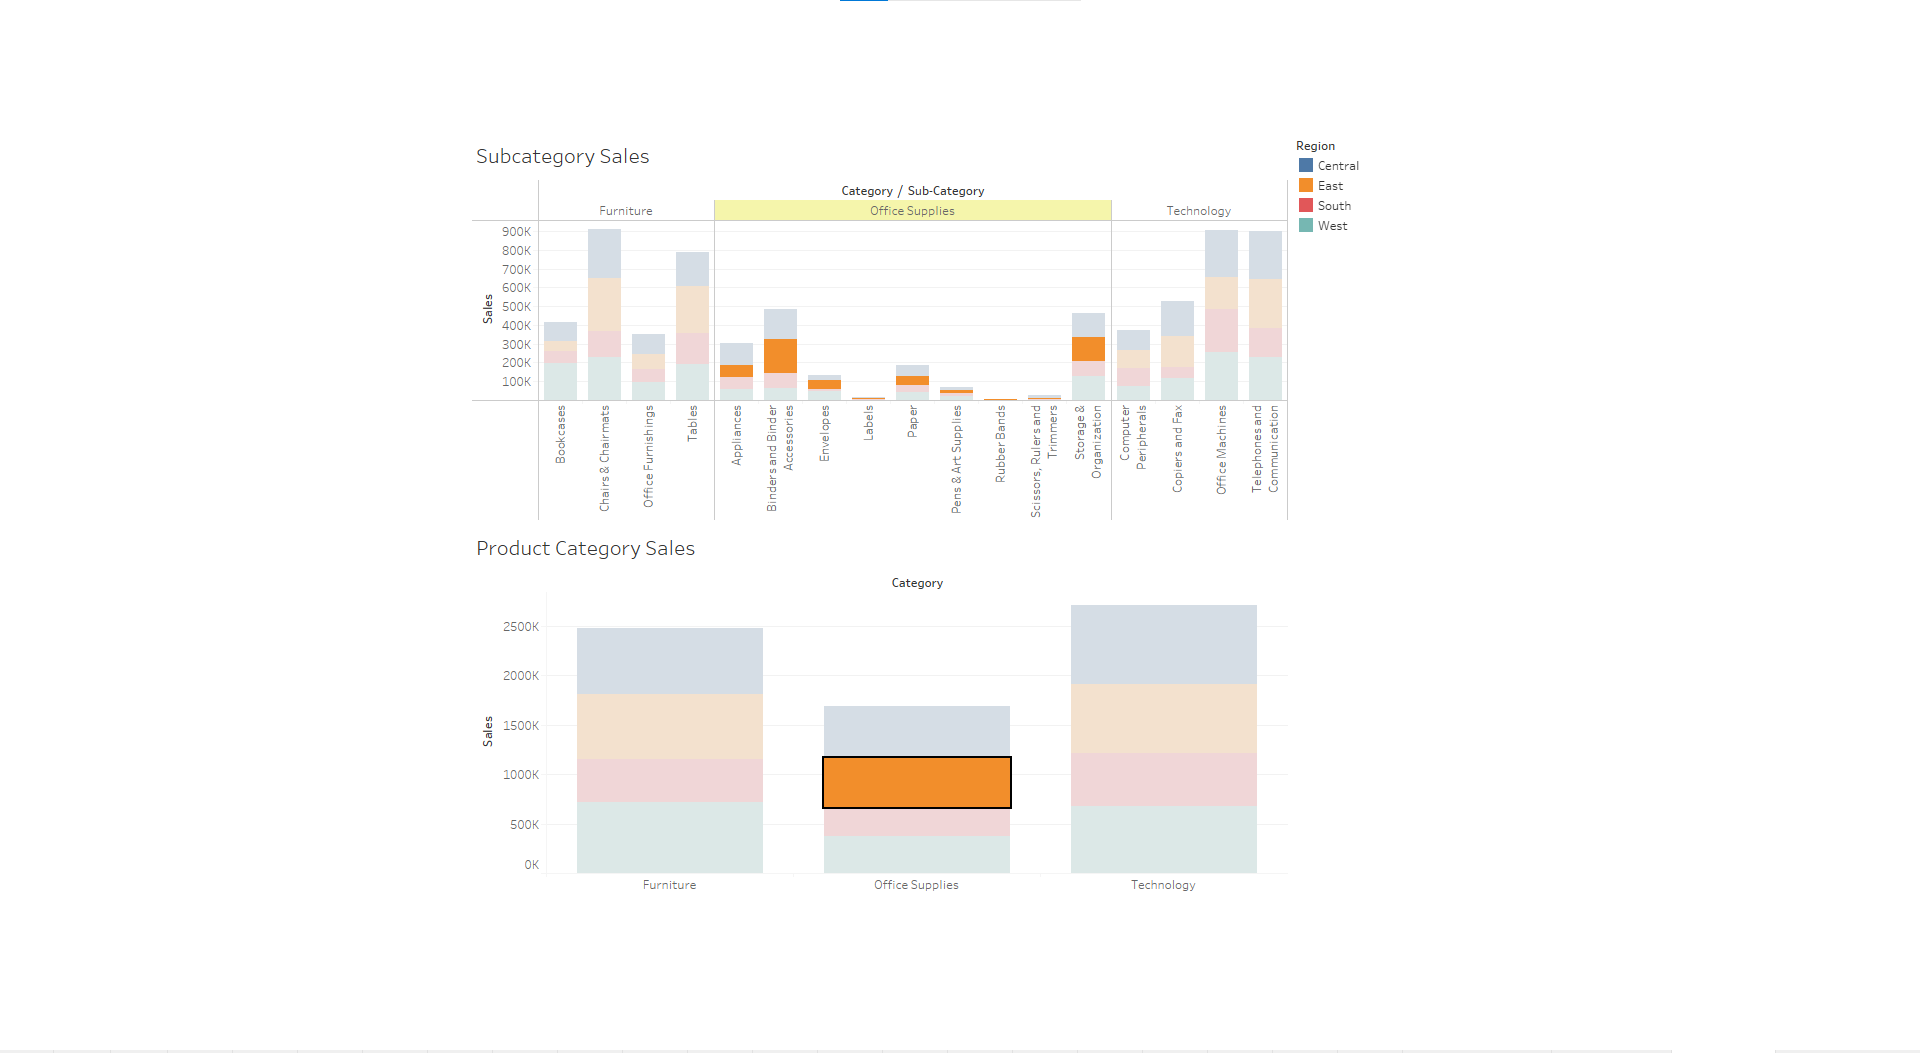 Subcategory Sales
Region
Central
East
South
West
Category / Sub-Category
Furniture
Office Supplies
Technology
Sales
900K
800K
700K
600K
500K
400K
300K
200K
100K
Bookcases
Chairs & Chairmats
Office Furnishings
Tables
Appliances
Binders and Binder
Accessories
Envelopes
Labels
Paper
Pens & Art Supplies
Rubber Bands
Scissors, Rulers and
Trimmers
Storage &
Organization
Computer
Peripherals
Copiers and Fax
Office Machines
Telephones and
Communication
Product Category Sales
Category
Sales
2500K
2000K
1500K
1000K
500K
0K
Furniture
Office Supplies
Technology